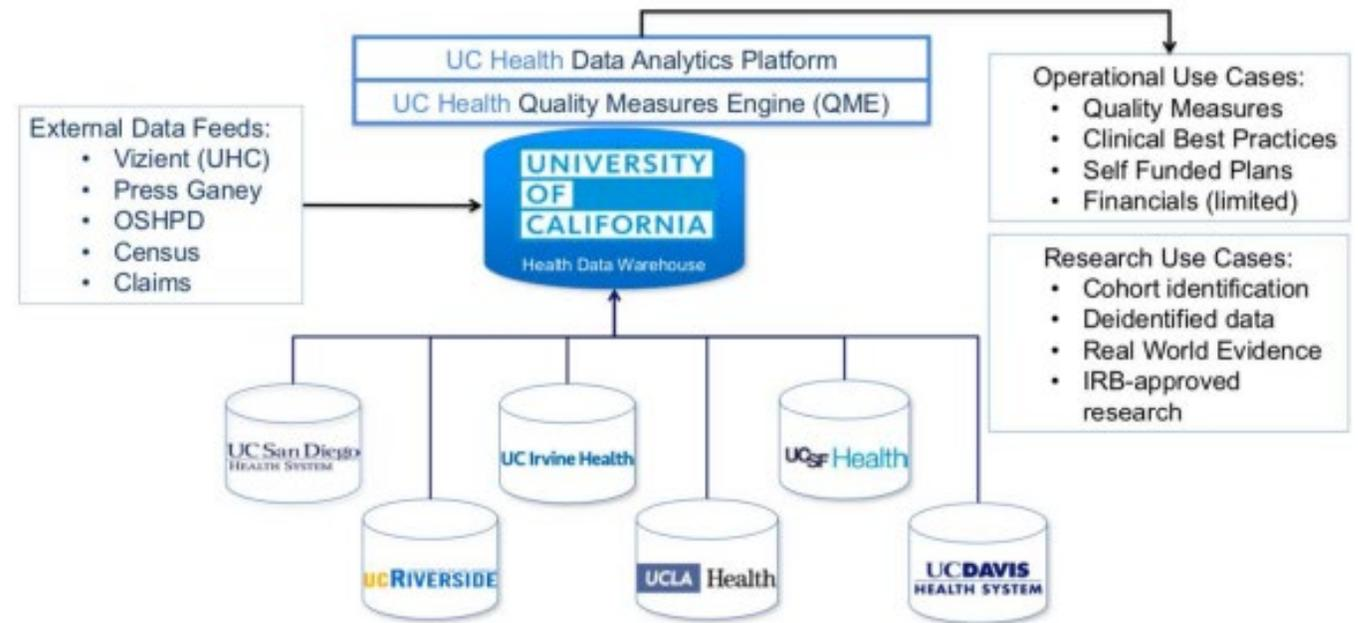 UC Health Data Analytics Platform
UC Health Quality Measures Engine (QME)
External Data Feeds:
• Vizient (UHC)
• Press Ganey
• OSHPD
• Census
• Claims
UNIVERSITY
OF
CALIFORNIA
Health Data Warehouse
Operational Use Cases:
• Quality Measures
• Clinical Best Practices
• Self Funded Plans
• Financials (limited)
Research Use Cases:
• Cohort identification
• Deidentified data
• Real World Evidence
• IRB-approved
research
UC San Diego
HEALTH SYSTEM
UC Irvine Health
UCSF Health
UCRIVERSIDE
UCLA Health
UCDAVIS
HEALTH SYSTEM